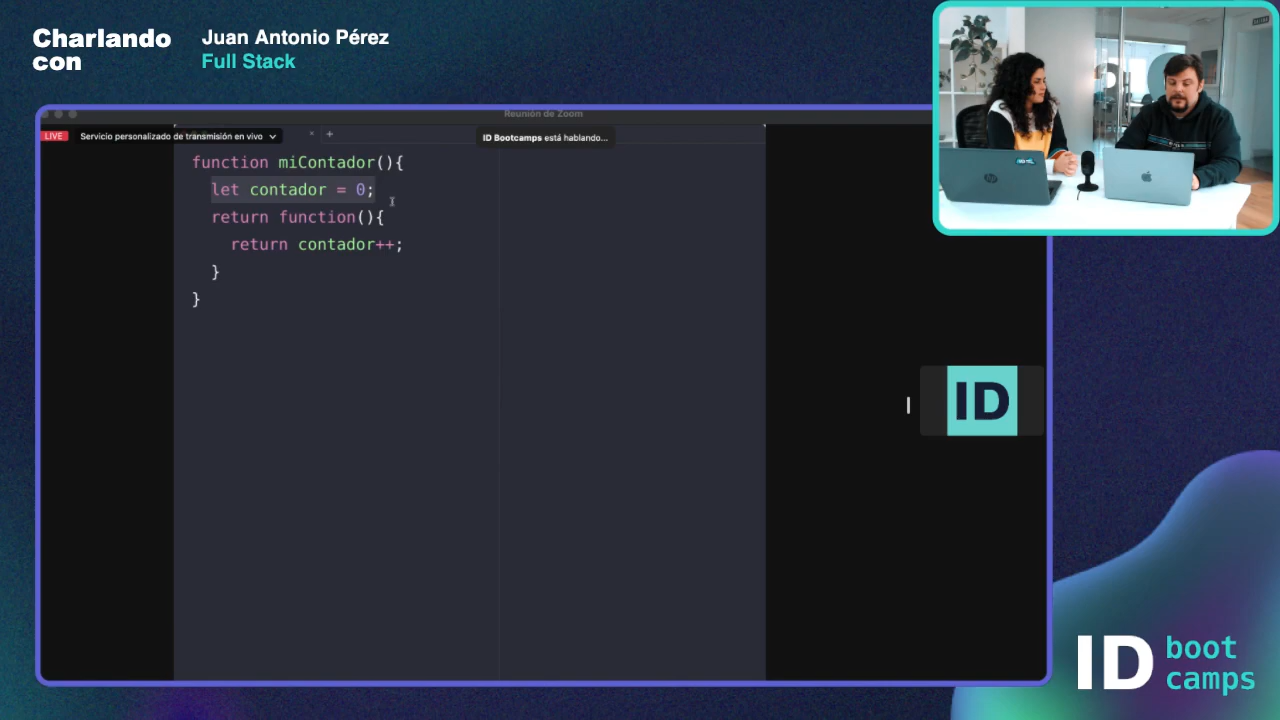 Charlando
con
Juan Antonio Pérez
Full Stack
Reunión de Zoom
LIVE
Servicio personalizado de transmisión en vivo
ID Bootcamps está hablando...
function miContador(){
let contador = 0;
return function(){
return contador++;
}
}
ID
ID boot
camps